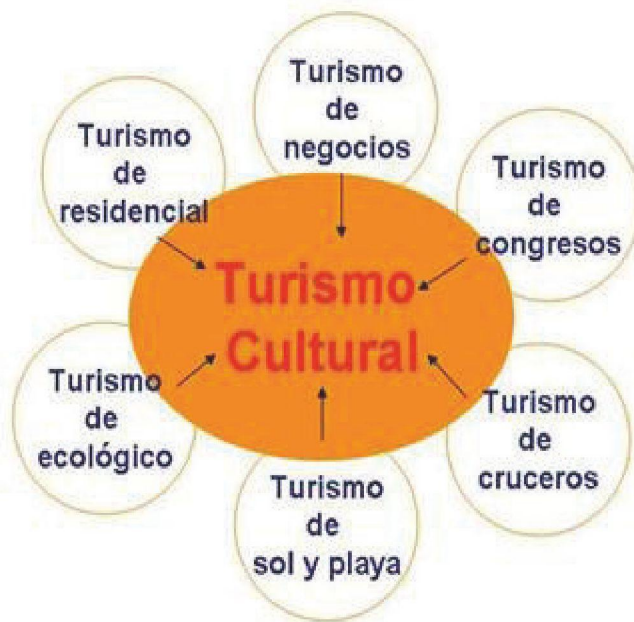 Turismo
de
negocios
Turismo
de
residencial
Turismo
de
congresos
Turismo
Cultural
Turismo
de
ecológico
Turismo
de
cruceros
Turismo
de
sol y playa